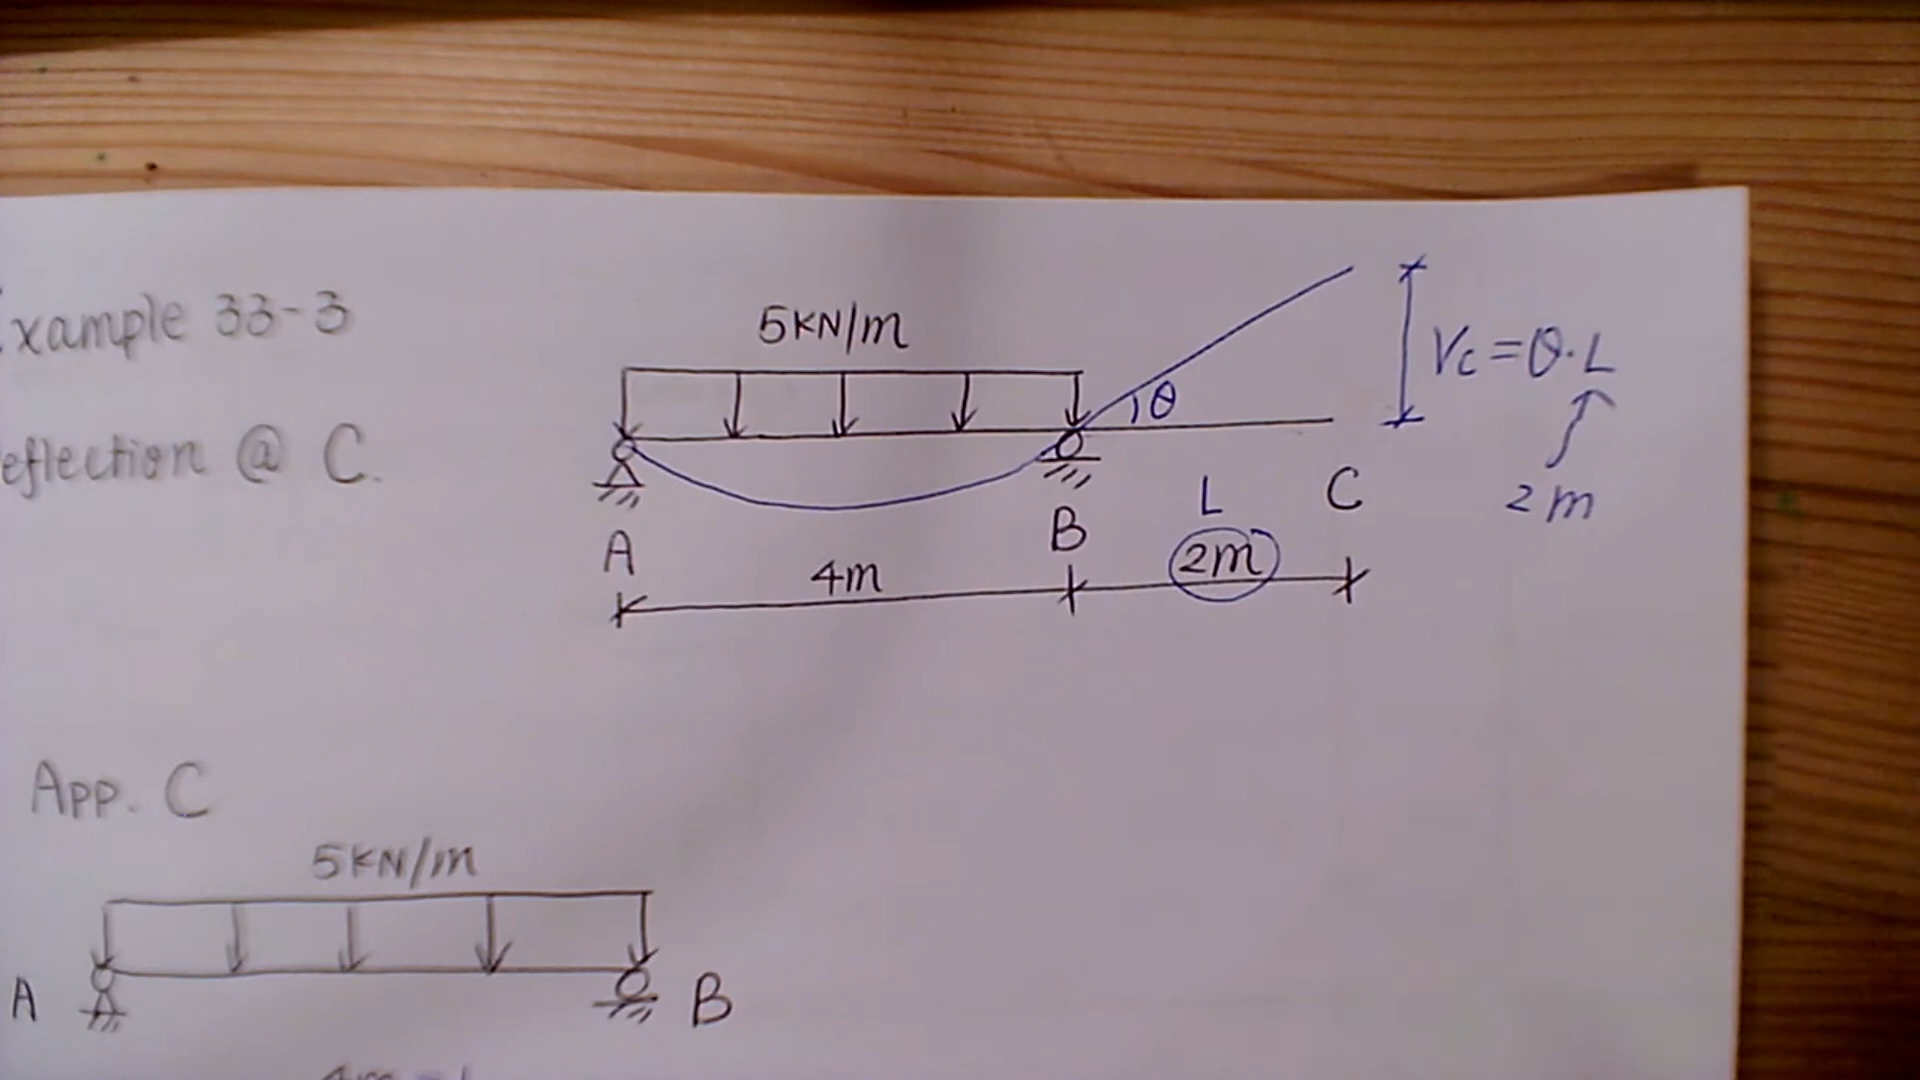 xample 33-3
eflection @ C.
5KN/m
θ
Vc = θ · L
2m
A
B
L
C
4m
2m
App. C
5KN/m
A
B